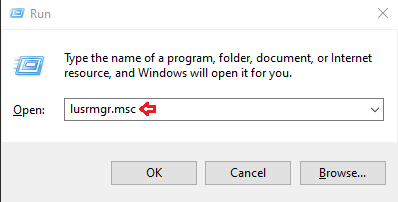 Run
Type the name of a program, folder, document, or Internet
resource, and Windows will open it for you.
Open: lusrmgr.msc
OK Cancel Browse...